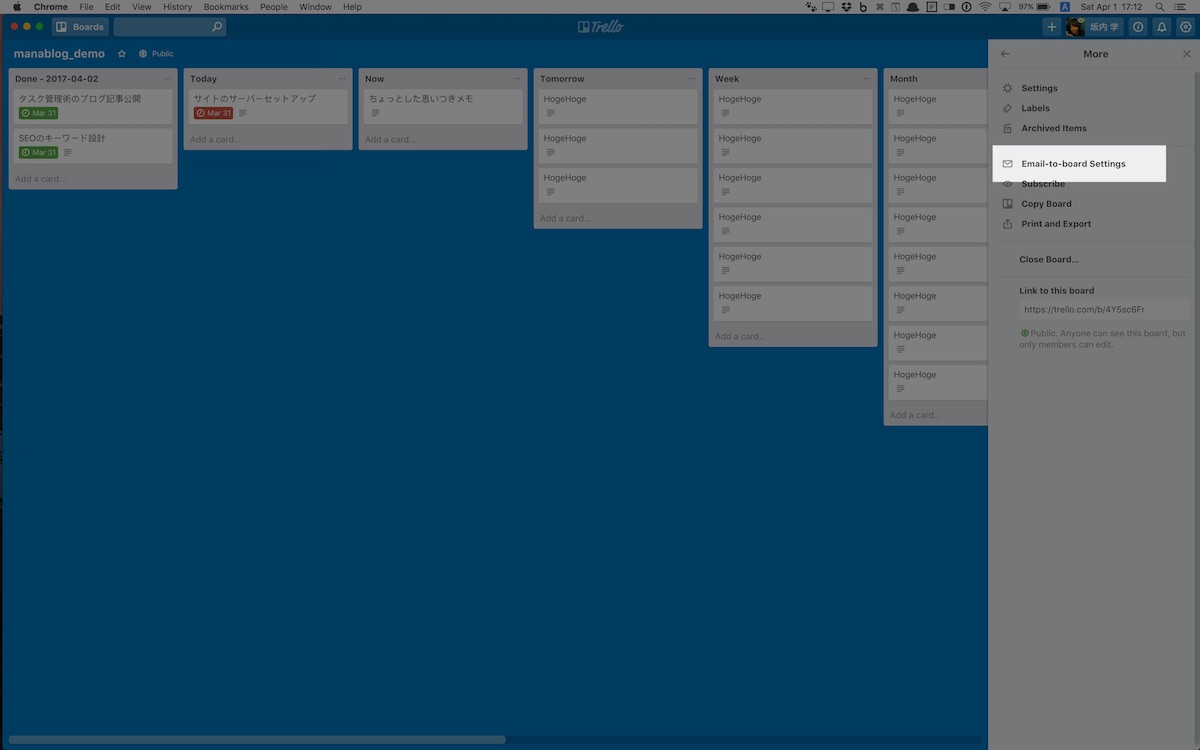 Chrome File Edit View History Bookmarks People Window Help 97% A Sat Apr 1 17:12
Boards Trello 坂内 学
manablog_demo Public
Done - 2017-04-02
タスク管理術のブログ記事公開
Mar 31
SEOのキーワード設計
Mar 31
Add a card...
Today
サイトのサーバーセットアップ
Mar 31
Add a card...
Now
ちょっとした思いつきメモ
Add a card...
Tomorrow
HogeHoge
HogeHoge
HogeHoge
Add a card...
Week
HogeHoge
HogeHoge
HogeHoge
HogeHoge
HogeHoge
HogeHoge
Add a card...
Month
HogeHoge
HogeHoge
HogeHoge
HogeHoge
HogeHoge
HogeHoge
HogeHoge
HogeHoge
Add a card...
More
Settings
Labels
Archived Items
Email-to-board Settings
Subscribe
Copy Board
Print and Export
Close Board...
Link to this board
https://trello.com/b/4Y5sc6Fr
Public. Anyone can see this board, but
only members can edit.